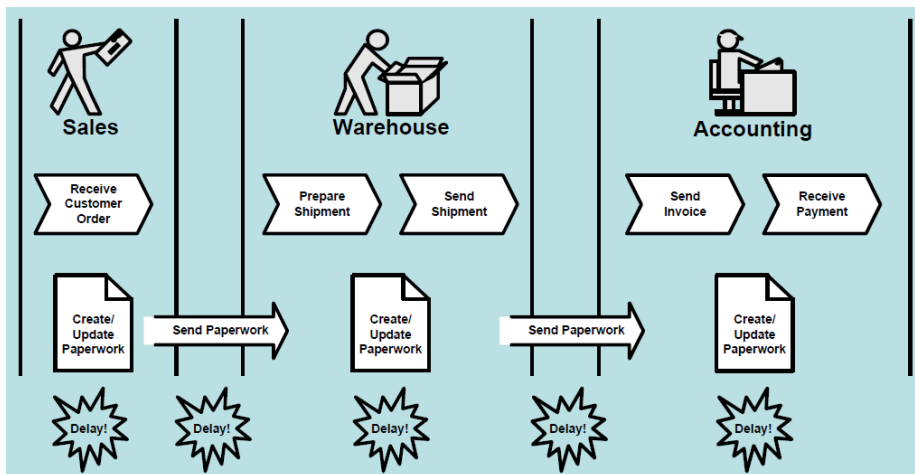 Sales
Warehouse
Accounting
Receive
Customer
Order
Prepare
Shipment
Send
Shipment
Send
Invoice
Receive
Payment
Create/
Update
Paperwork
Send Paperwork
Create/
Update
Paperwork
Send Paperwork
Create/
Update
Paperwork
Delay!
Delay!
Delay!
Delay!
Delay!